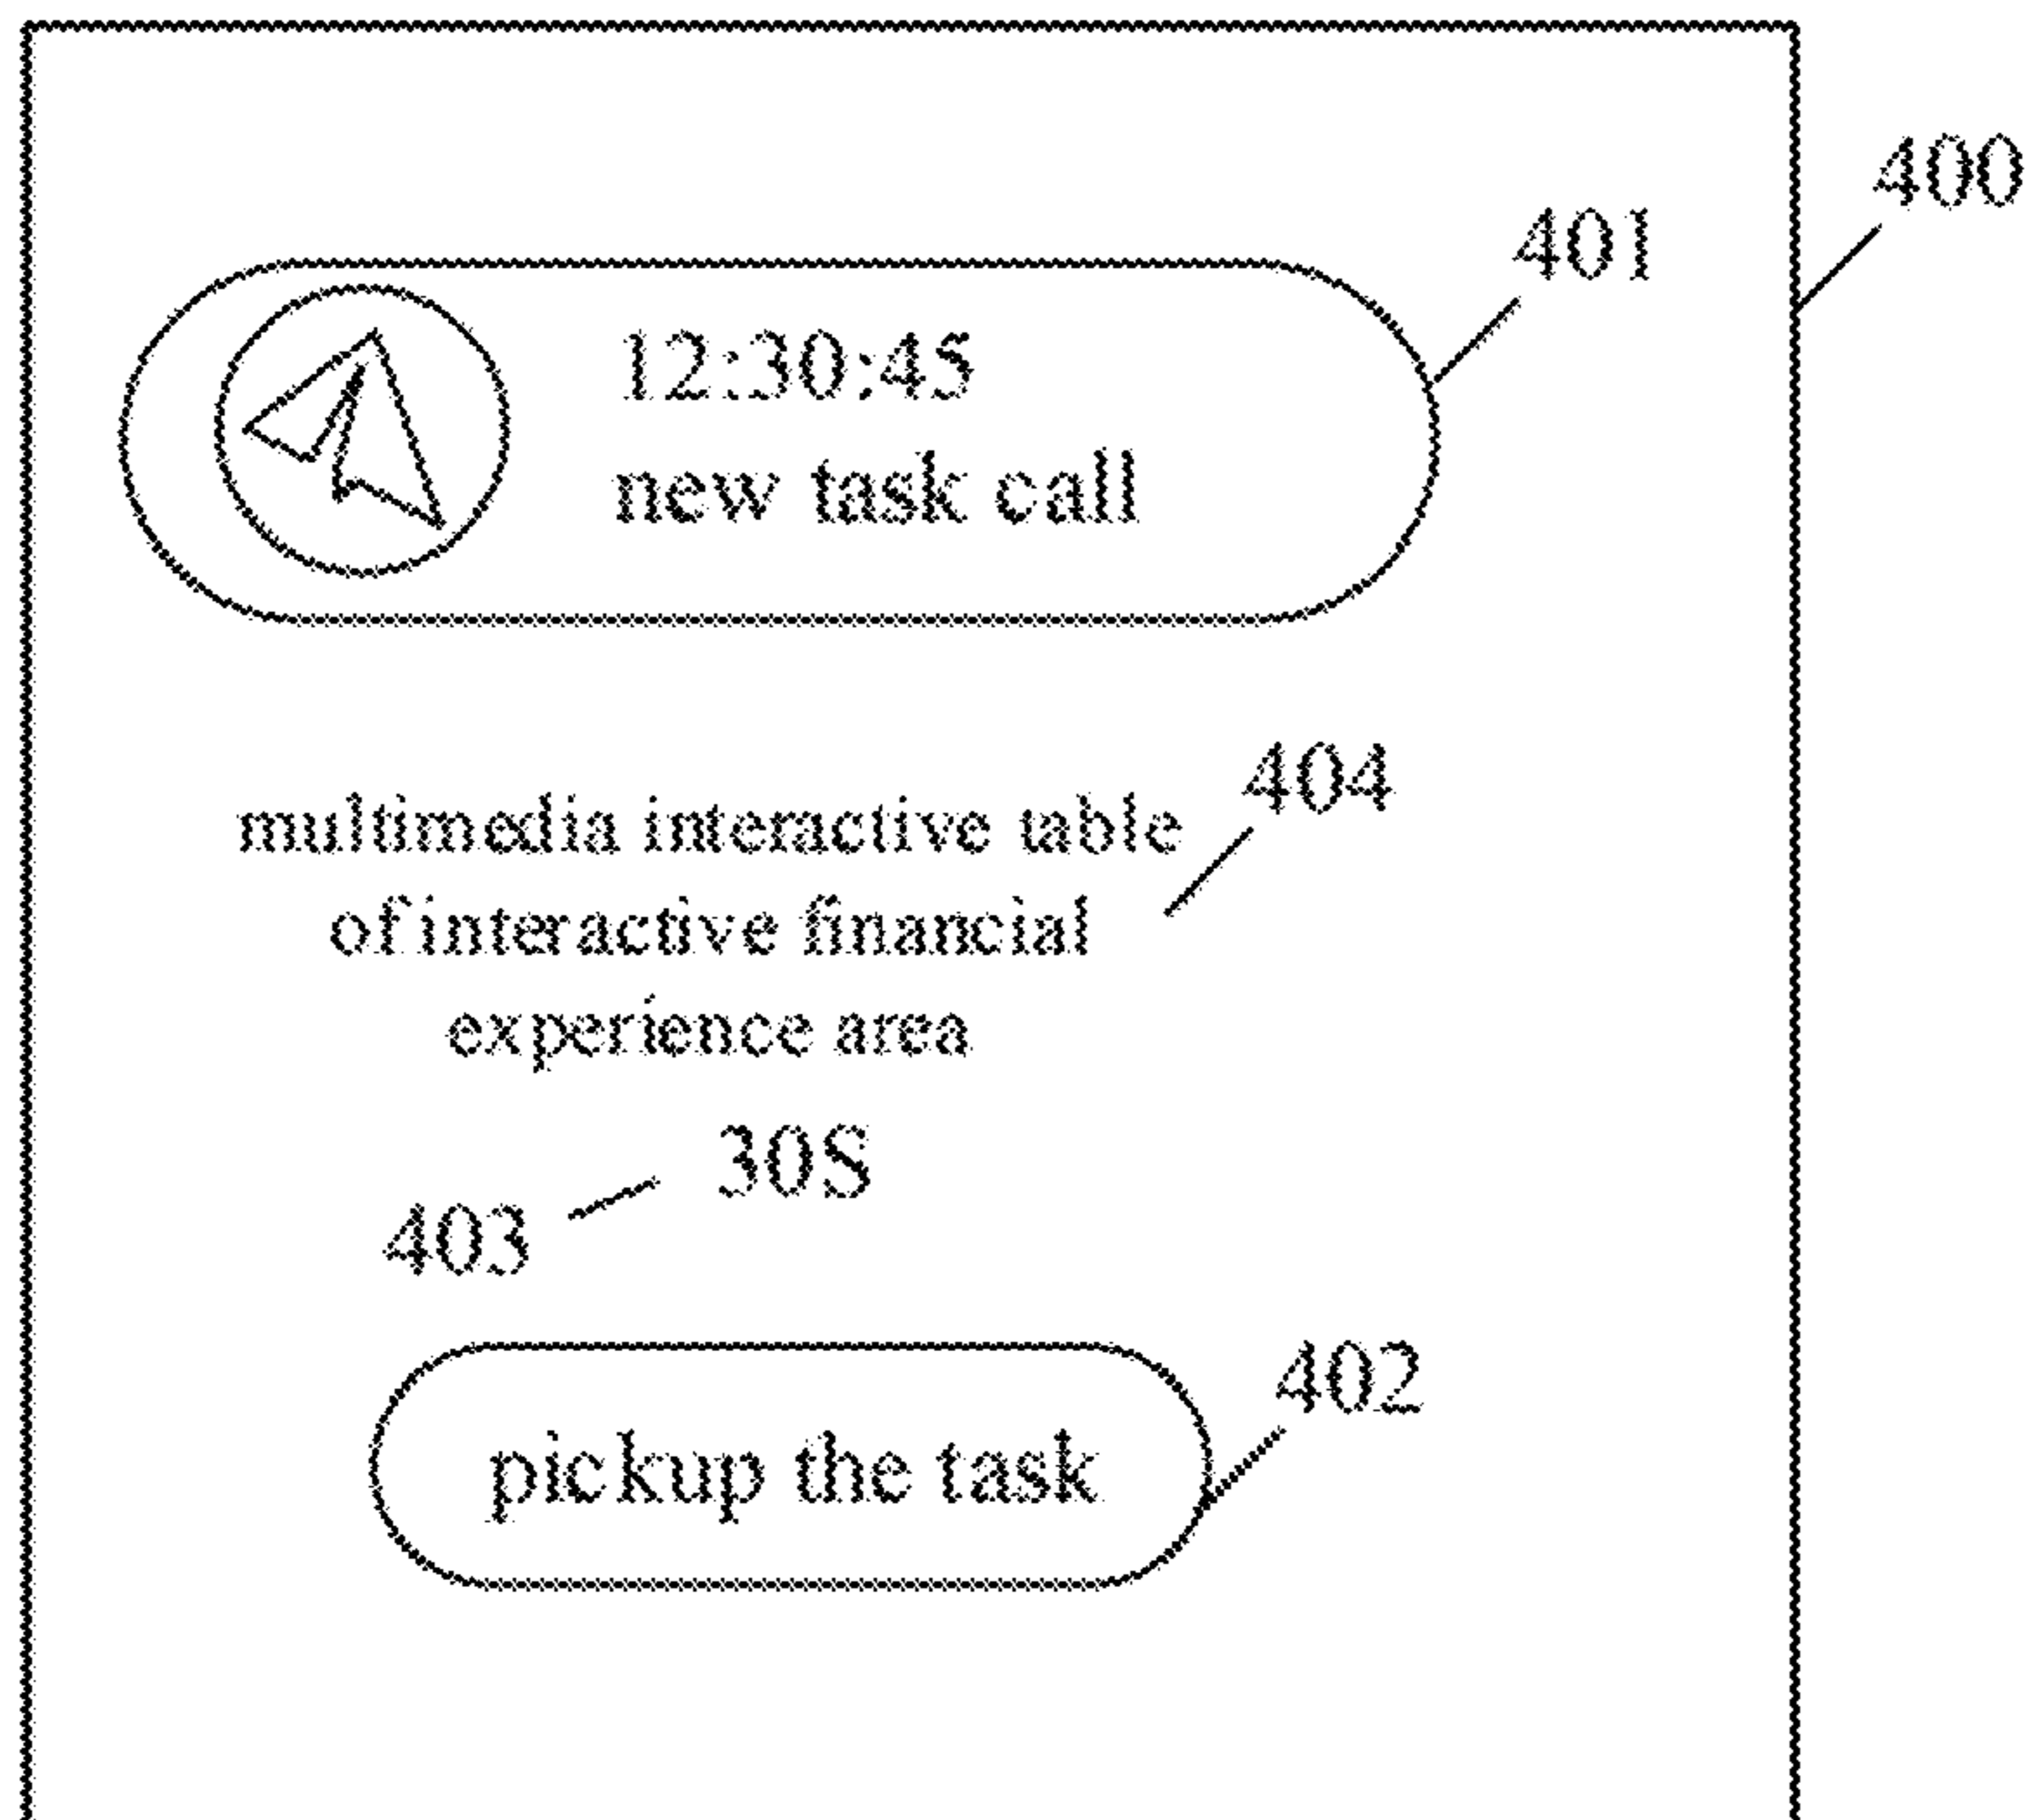 400
401
12:30:45
new task call
404
multimedia interactive table
of interactive financial
experience area
30S
403
402
pickup the task